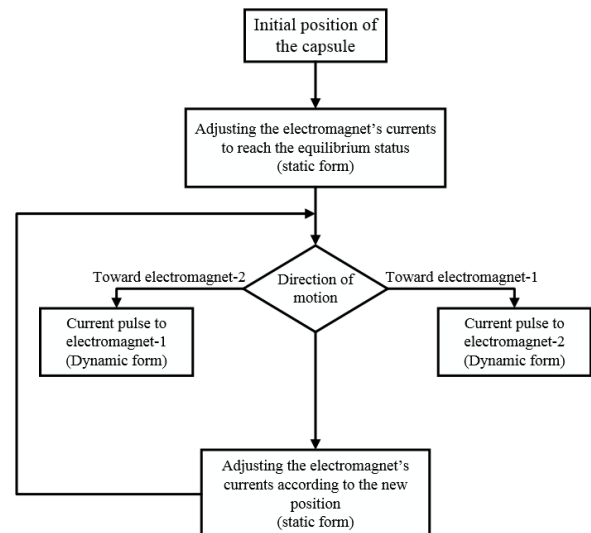 Initial position of
the capsule
Adjusting the electromagnet's currents
to reach the equilibrium status
(static form)
Toward electromagnet-2
Direction of
motion
Toward electromagnet-1
Current pulse to
electromagnet-1
(Dynamic form)
Current pulse to
electromagnet-2
(Dynamic form)
Adjusting the electromagnet's
currents according to the new
position
(static form)